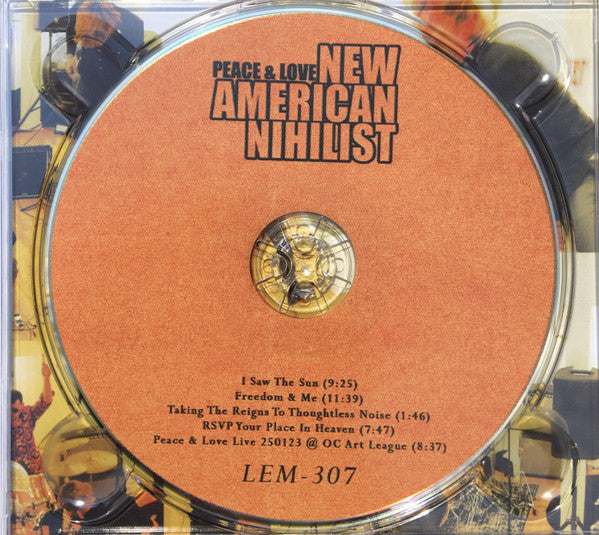 PEACE & LOVE NEW
AMERICAN
NIHILIST
I Saw The Sun (9:25)
Freedom & Me (11:39)
Taking The Reigns To Thoughtless Noise (1:46)
RSVP Your Place In Heaven (7:47)
Peace & Love Live 250123 @ OC Art League (8:37)
LEM-307